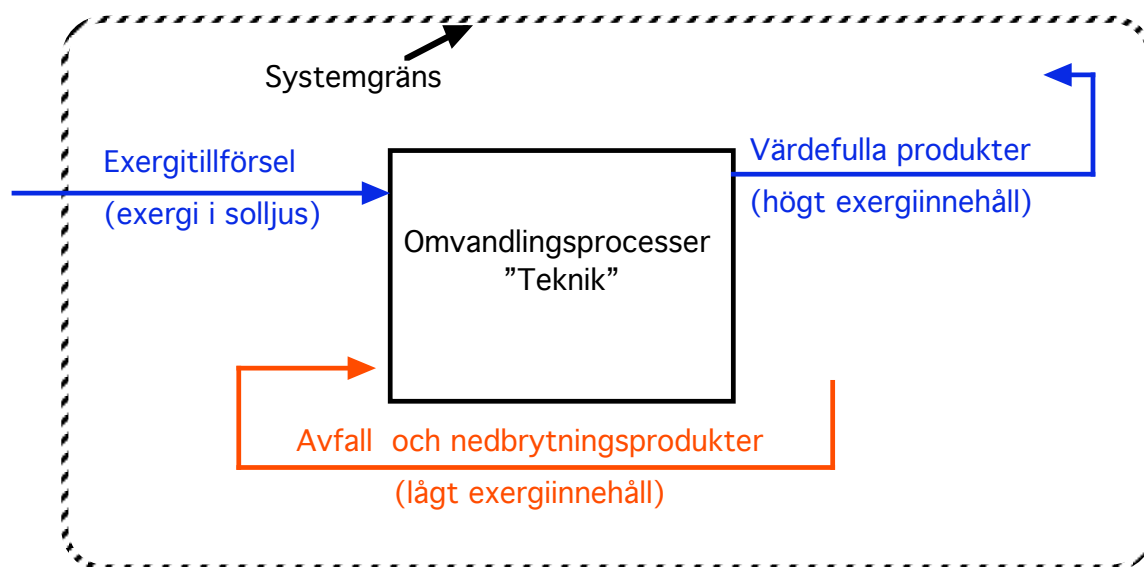 Systemgräns
Exergitillförsel
(exergi i solljus)
Värdefulla produkter
(högt exergiinnehåll)
Omvandlingsprocesser
”Teknik”
Avfall och nedbrytningsprodukter
(lågt exergiinnehåll)